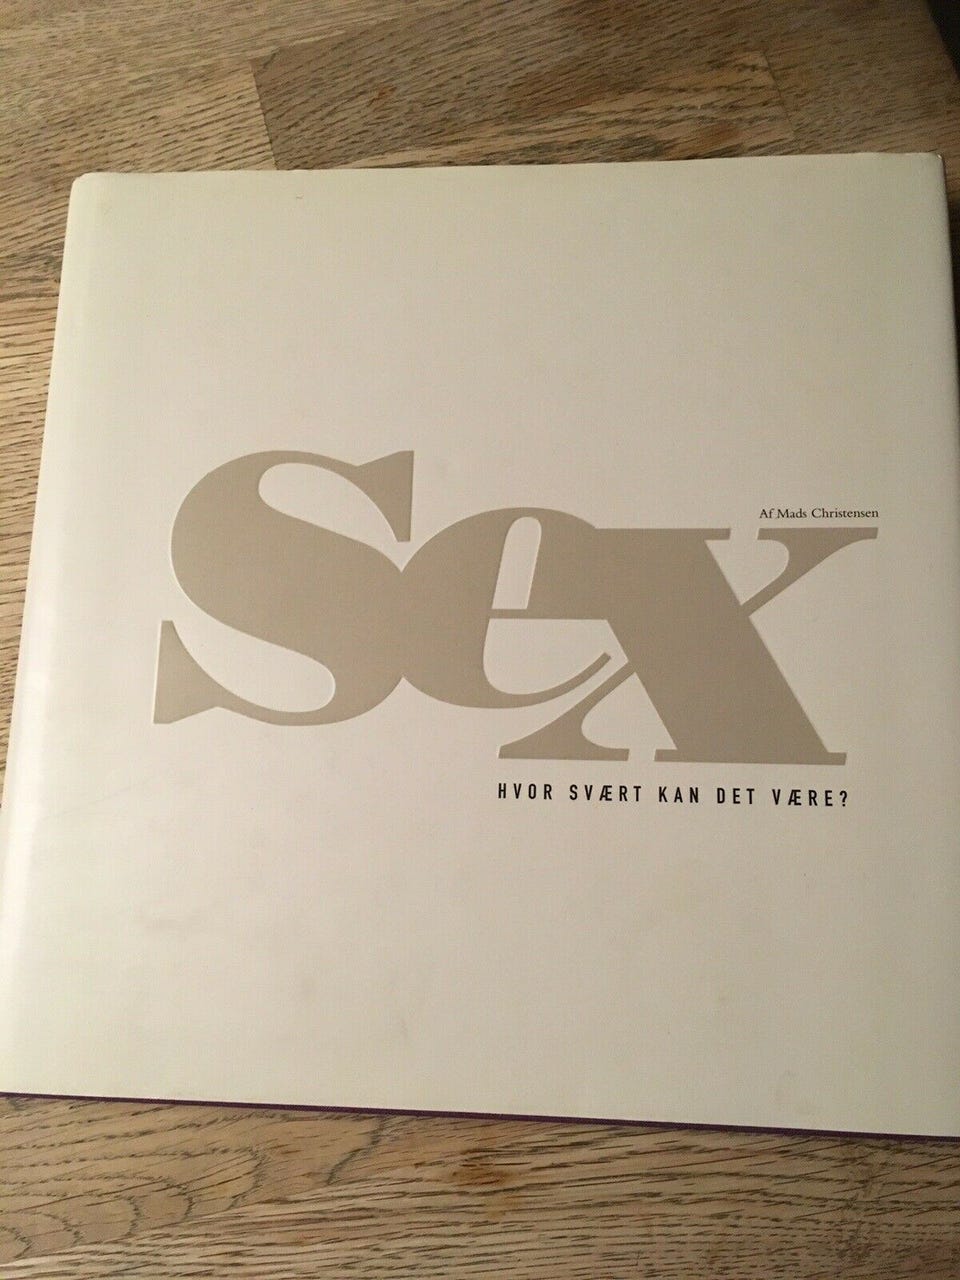 Sex
Af Mads Christensen
HVOR SVÆRT KAN DET VÆRE?